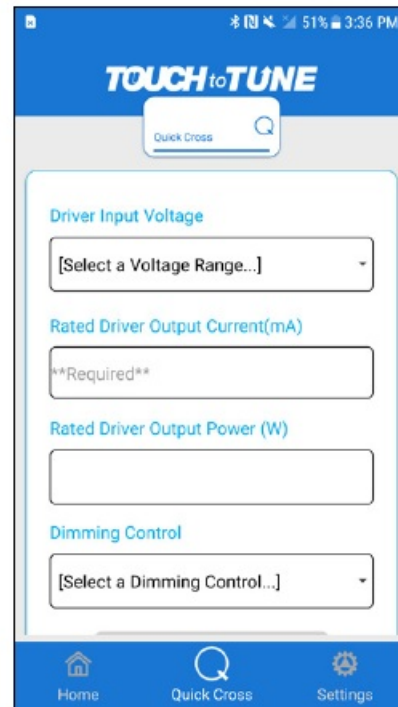 51% 3:36 PM
TOUCH to TUNE
Quick Cross
Driver Input Voltage
[Select a Voltage Range...]
Rated Driver Output Current(mA)
**Required**
Rated Driver Output Power (W)
Dimming Control
[Select a Dimming Control...]
Home Quick Cross Settings